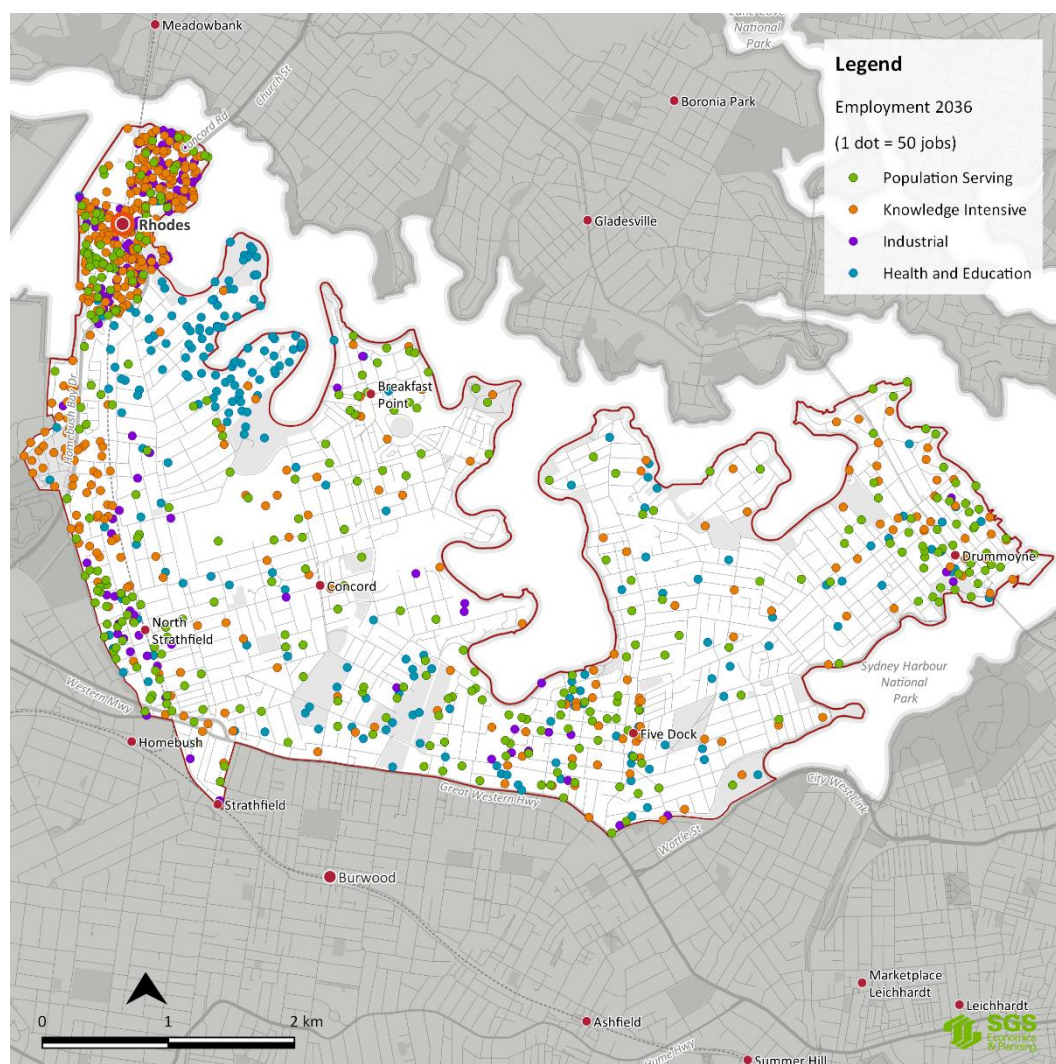 Meadowbank
Lane Cove
National
Park
Church St
Concord Rd
Boronia Park
Gladesville
Legend
Employment 2036
(1 dot = 50 jobs)
Population Serving
Knowledge Intensive
Industrial
Health and Education
Rhodes
Homebush Bay Dr
Breakfast
Point
Concord
North
Strathfield
Drummoyne
Sydney Harbour
National
Park
Western Mwy
Homebush
Five Dock
Strathfield
Great Western Hwy
City West Link
Wattle St
Burwood
Marketplace
Leichhardt
Leichhardt
0 1 2 km
Ashfield
Hume Hwy
Summer Hill
SGS
Economics
& Planning